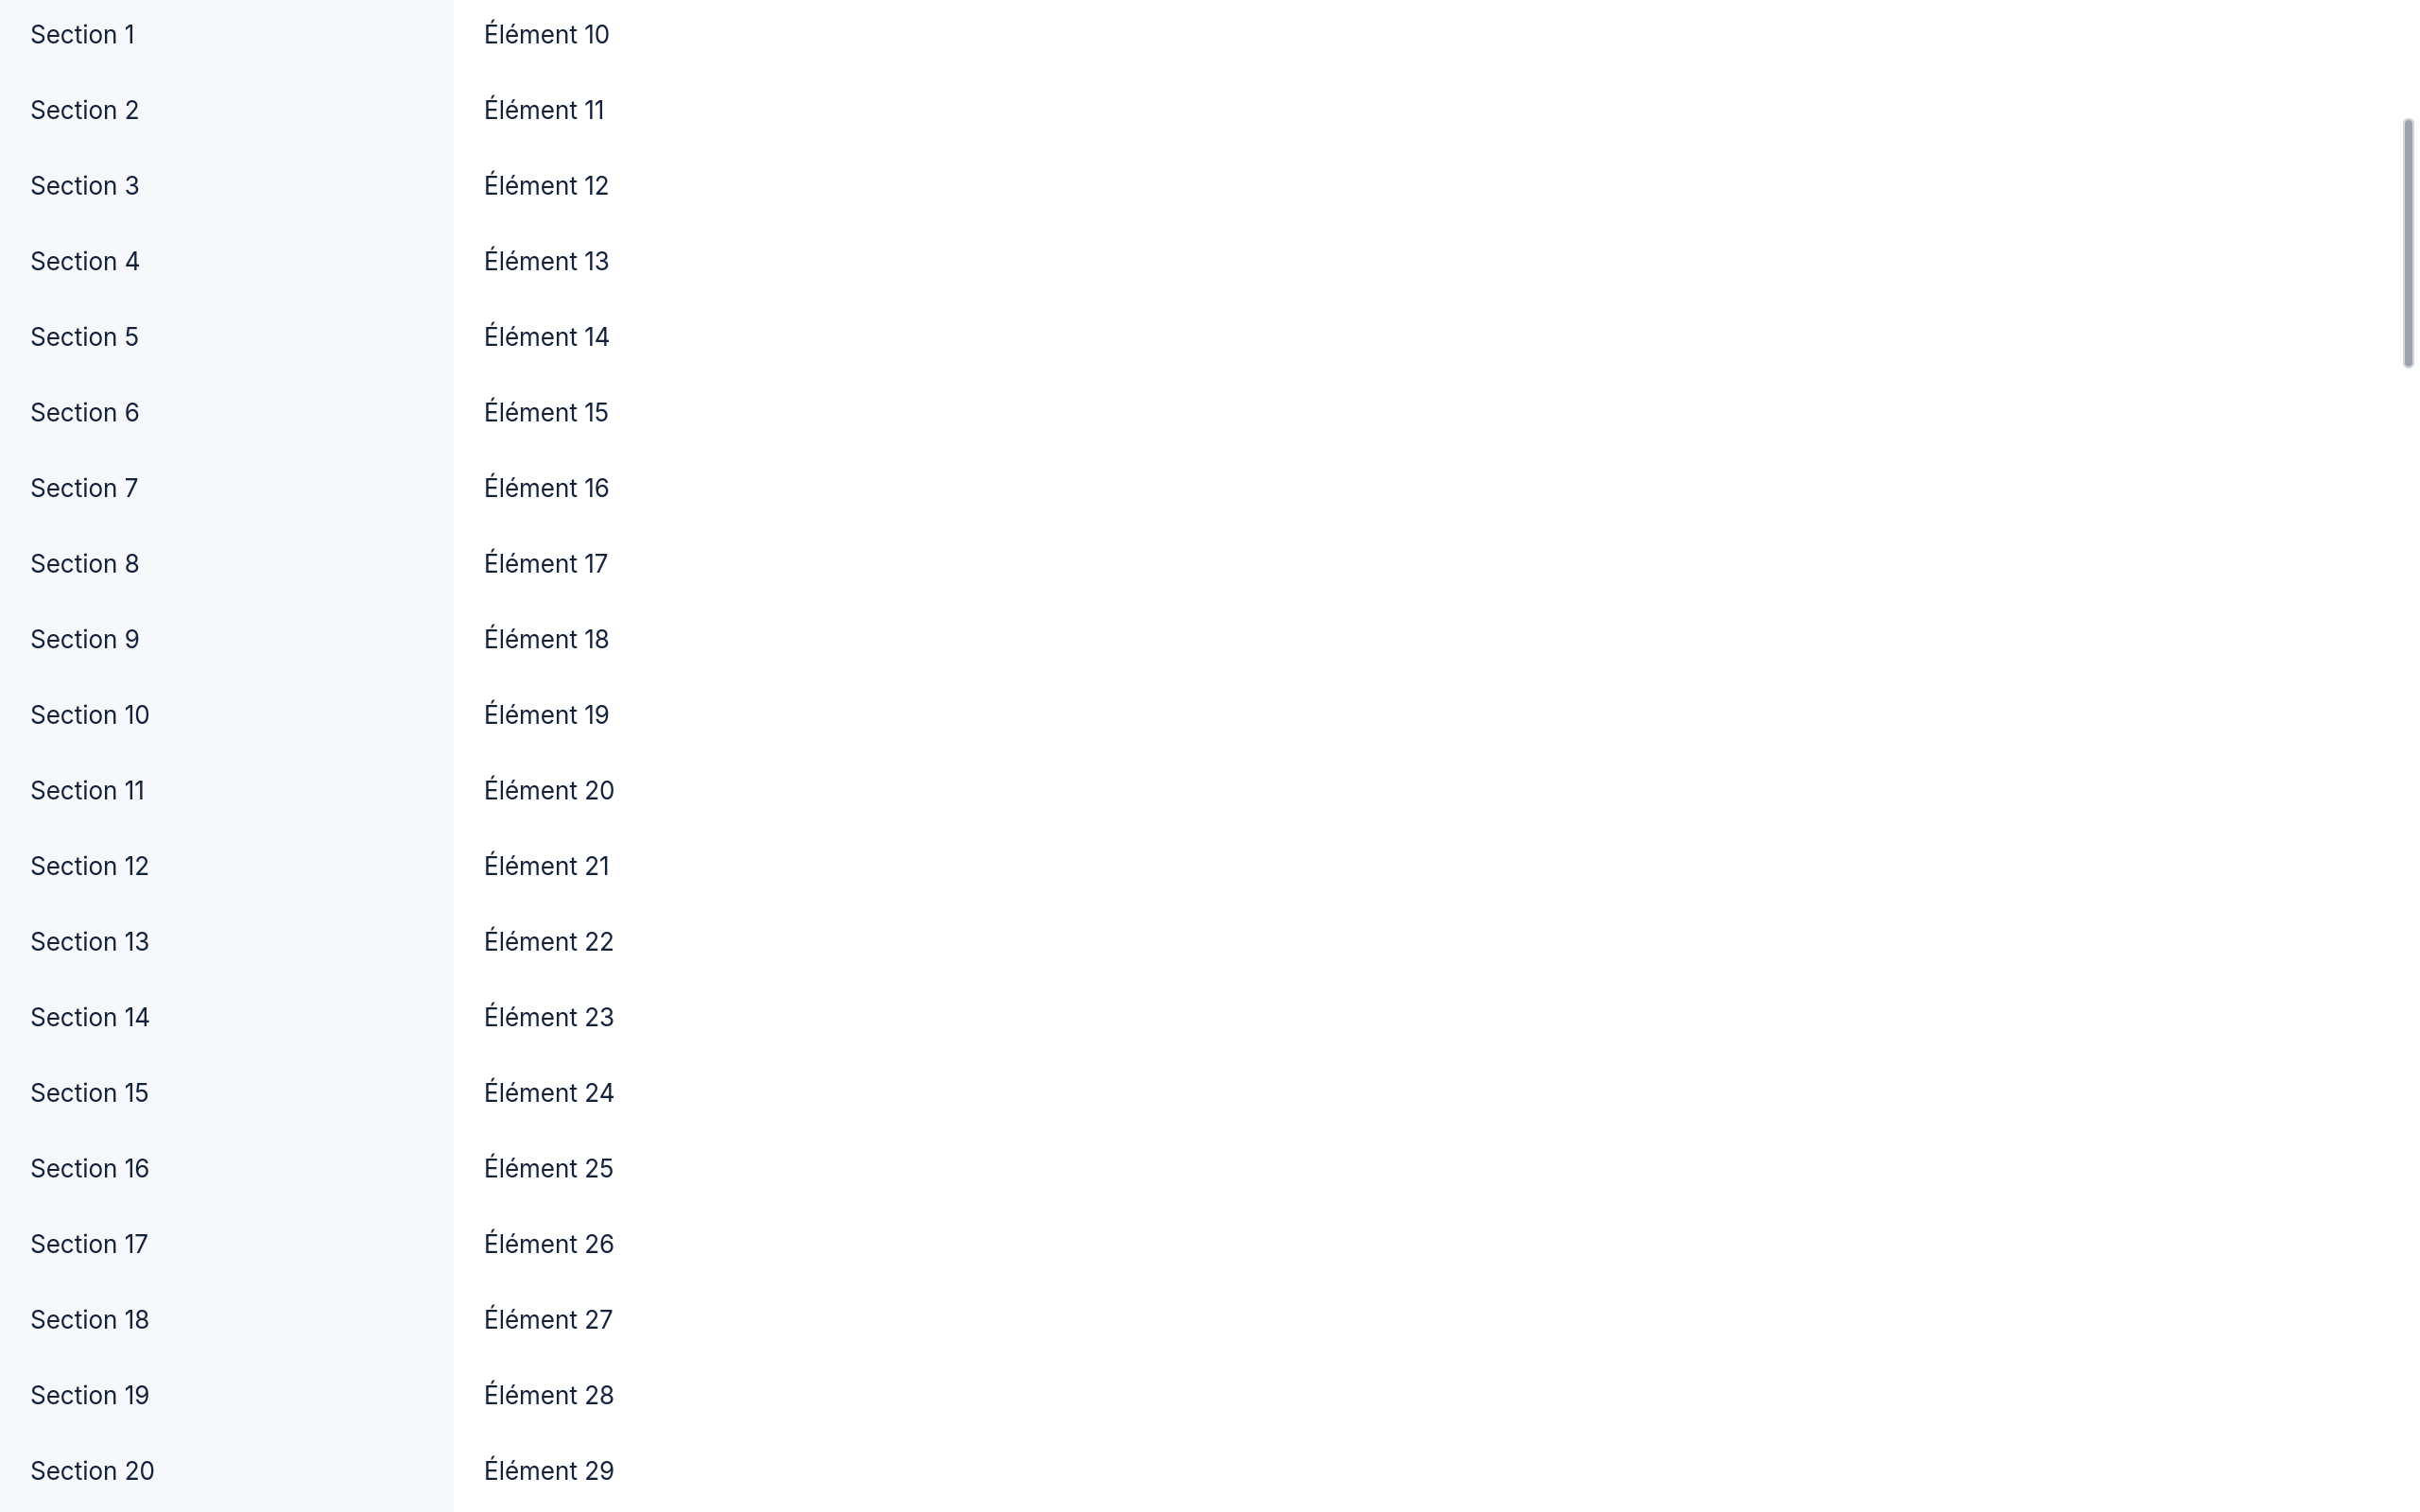 Section 1
Section 2
Section 3
Section 4
Section 5
Section 6
Section 7
Section 8
Section 9
Section 10
Section 11
Section 12
Section 13
Section 14
Section 15
Section 16
Section 17
Section 18
Section 19
Section 20
Élément 10
Élément 11
Élément 12
Élément 13
Élément 14
Élément 15
Élément 16
Élément 17
Élément 18
Élément 19
Élément 20
Élément 21
Élément 22
Élément 23
Élément 24
Élément 25
Élément 26
Élément 27
Élément 28
Élément 29